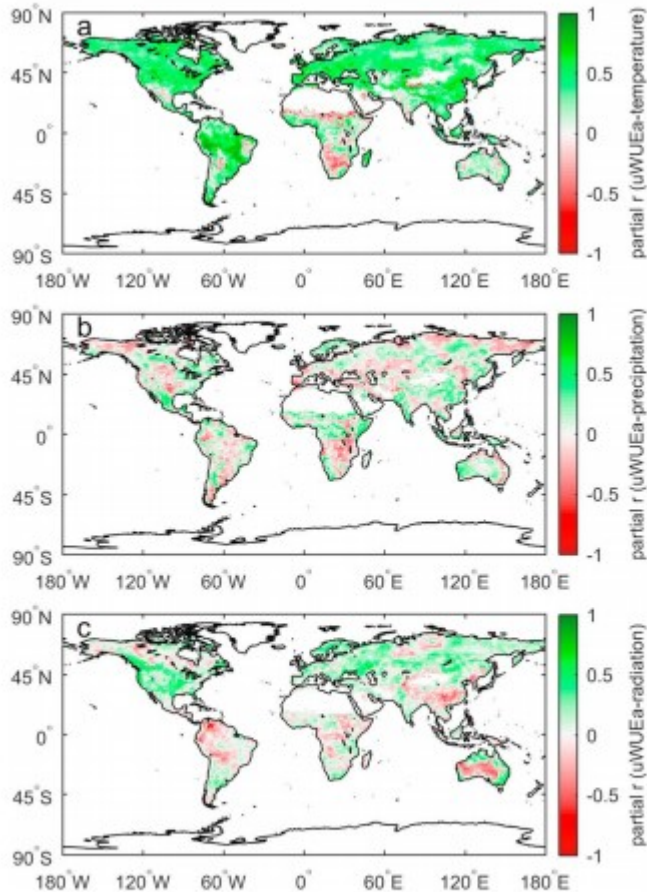 a
90°N
45°N
0°
45°S
90°S
180°W 120°W 60°W 0° 60°E 120°E 180°E
1
0.5
0
-0.5
-1
partial r (uWUEa-temperature)
b
90°N
45°N
0°
45°S
90°S
180°W 120°W 60°W 0° 60°E 120°E 180°E
1
0.5
0
-0.5
-1
partial r (uWUEa-precipitation)
c
90°N
45°N
0°
45°S
90°S
180°W 120°W 60°W 0° 60°E 120°E 180°E
1
0.5
0
-0.5
-1
partial r (uWUEa-radiation)